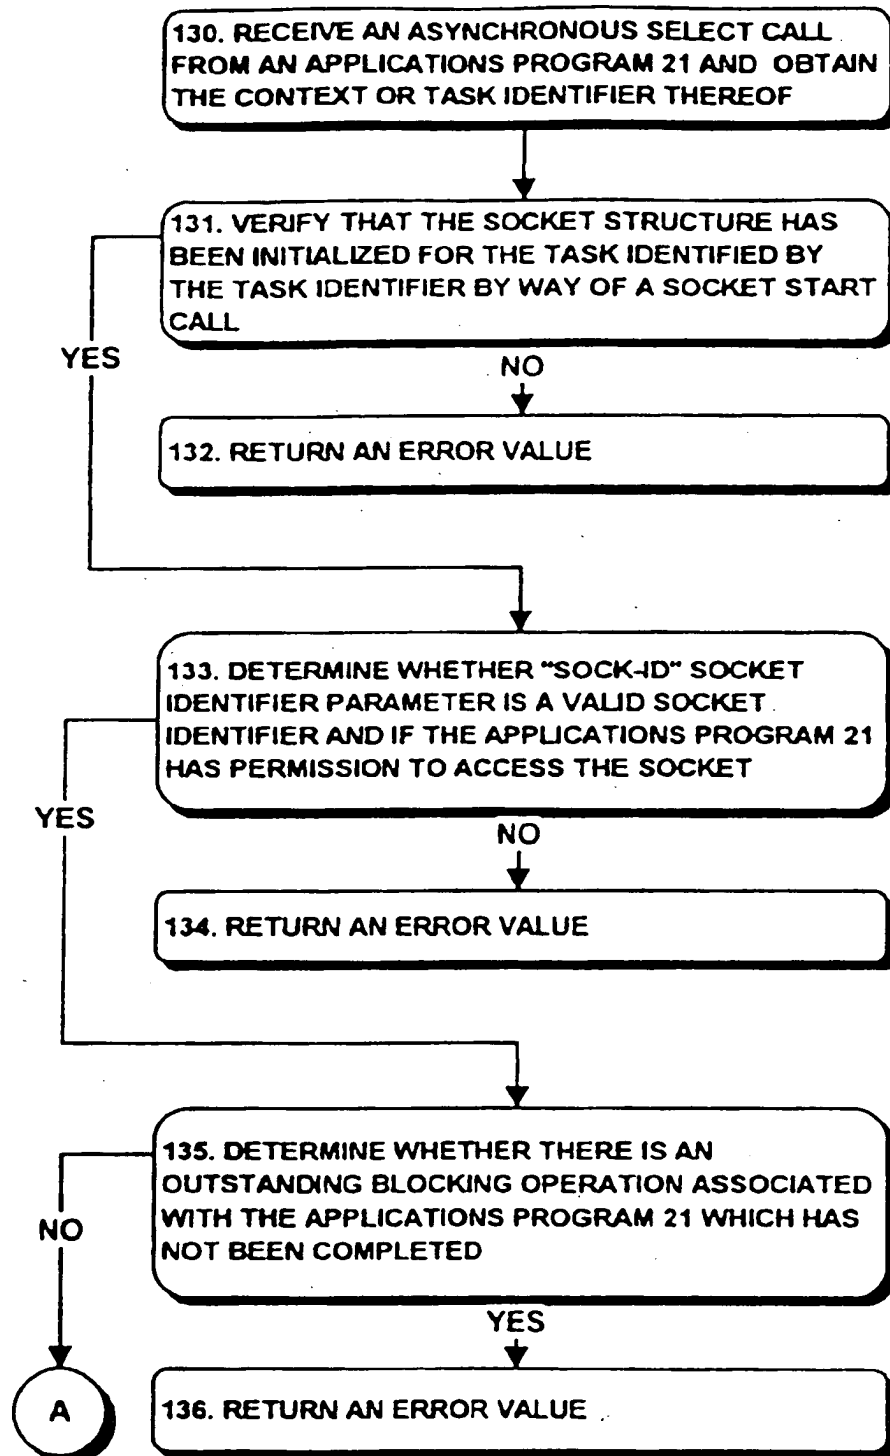 130. RECEIVE AN ASYNCHRONOUS SELECT CALL
FROM AN APPLICATIONS PROGRAM 21 AND OBTAIN
THE CONTEXT OR TASK IDENTIFIER THEREOF
131. VERIFY THAT THE SOCKET STRUCTURE HAS
BEEN INITIALIZED FOR THE TASK IDENTIFIED BY
THE TASK IDENTIFIER BY WAY OF A SOCKET START
CALL
YES
NO
132. RETURN AN ERROR VALUE
133. DETERMINE WHETHER "SOCK-ID" SOCKET
IDENTIFIER PARAMETER IS A VALID SOCKET
IDENTIFIER AND IF THE APPLICATIONS PROGRAM 21
HAS PERMISSION TO ACCESS THE SOCKET
YES
NO
134. RETURN AN ERROR VALUE
135. DETERMINE WHETHER THERE IS AN
OUTSTANDING BLOCKING OPERATION ASSOCIATED
WITH THE APPLICATIONS PROGRAM 21 WHICH HAS
NOT BEEN COMPLETED
NO
YES
A
136. RETURN AN ERROR VALUE